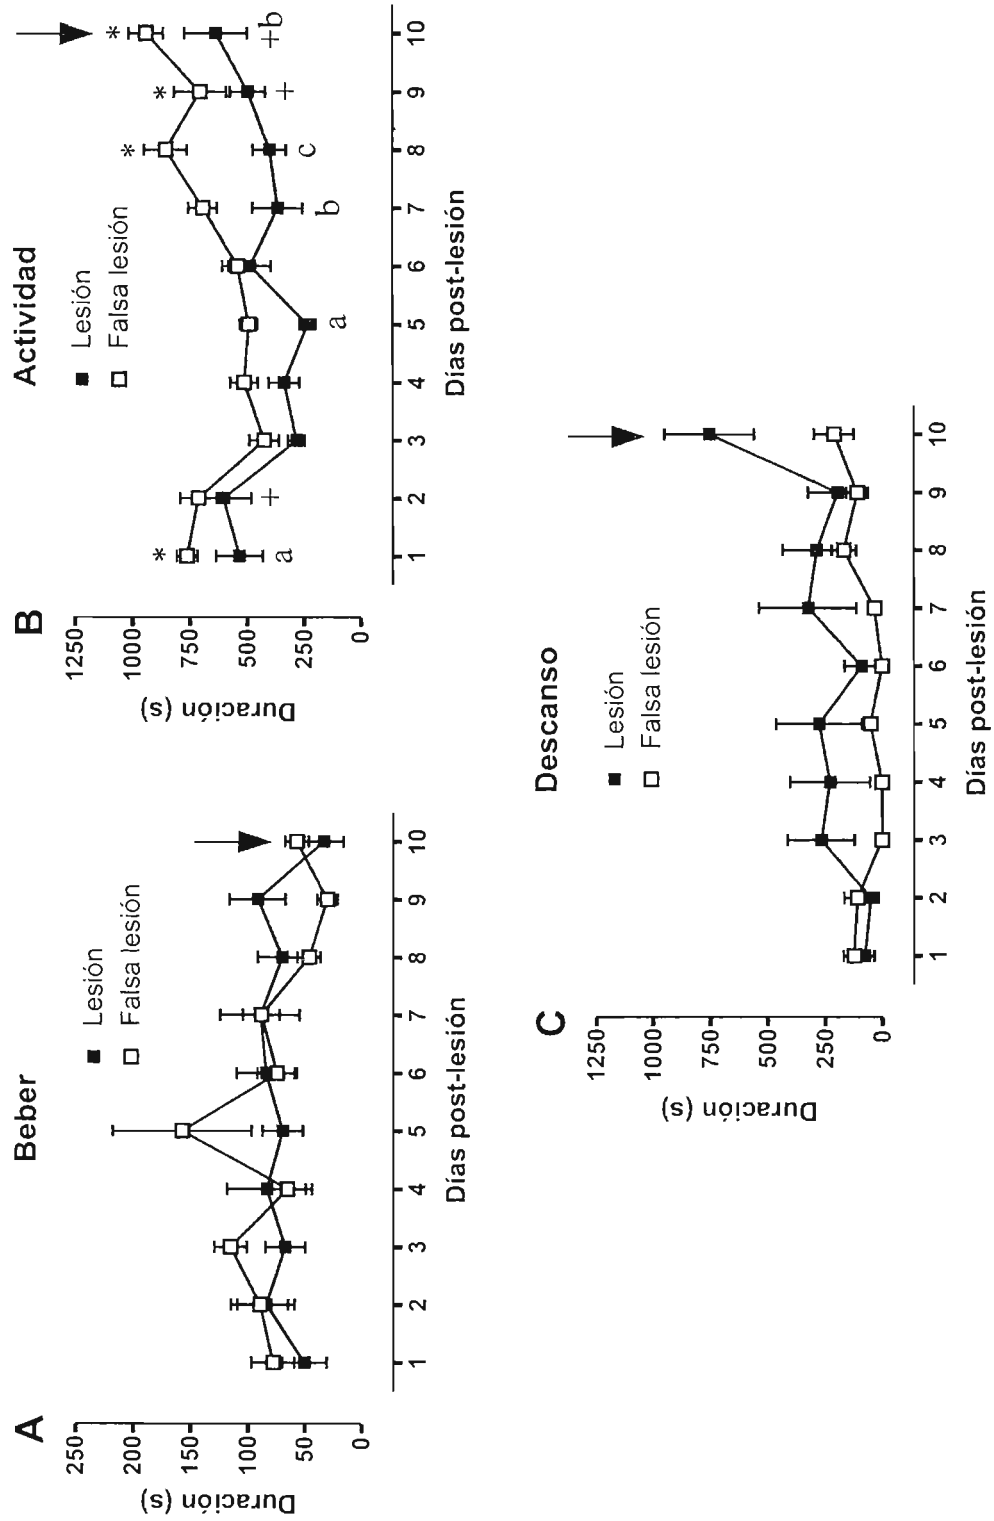 A
Beber
Lesión
Falsa lesión
Duración (s)
250
200
150
100
50
0
1 2 3 4 5 6 7 8 9 10
Días post-lesión
B
Actividad
Lesión
Falsa lesión
Duración (s)
1250
1000
750
500
250
0
* * * *
a + a b c + +b
1 2 3 4 5 6 7 8 9 10
Días post-lesión
C
Descanso
Lesión
Falsa lesión
Duración (s)
1250
1000
750
500
250
0
1 2 3 4 5 6 7 8 9 10
Días post-lesión